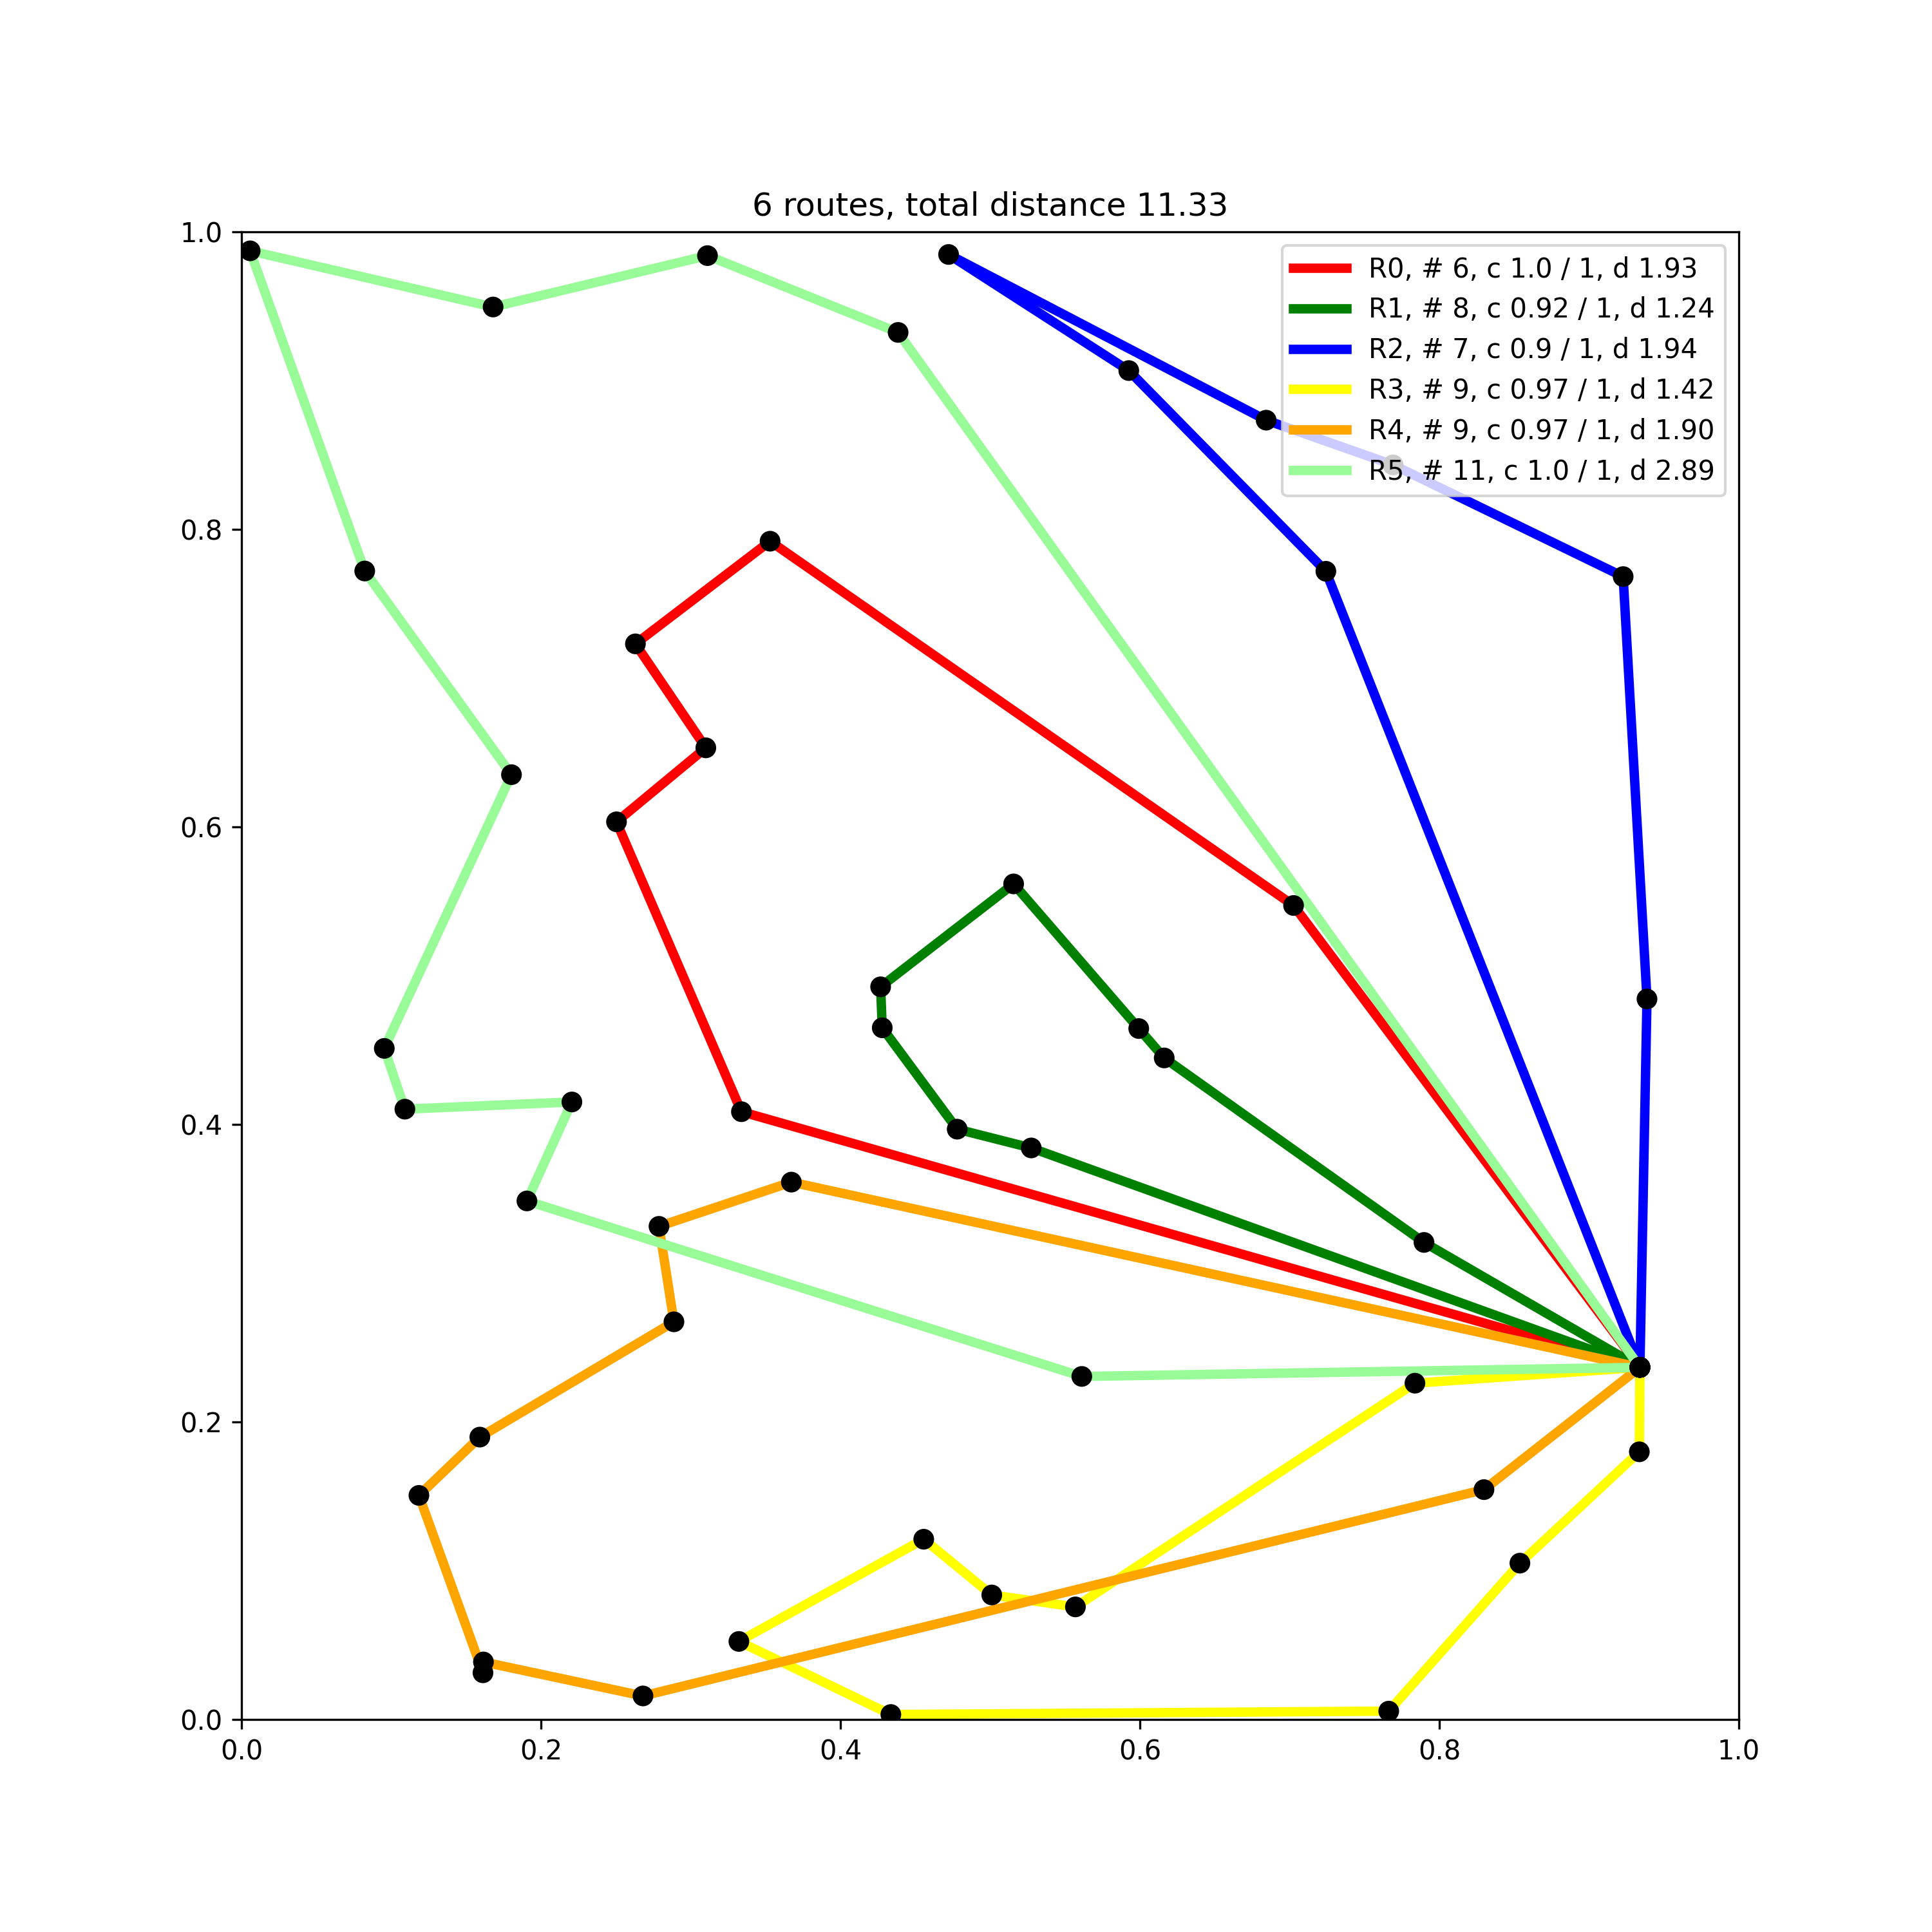 6 routes, total distance 11.33
1.0
0.8
0.6
0.4
0.2
0.0
0.0 0.2 0.4 0.6 0.8 1.0
R0, # 6, c 1.0 / 1, d 1.93
R1, # 8, c 0.92 / 1, d 1.24
R2, # 7, c 0.9 / 1, d 1.94
R3, # 9, c 0.97 / 1, d 1.42
R4, # 9, c 0.97 / 1, d 1.90
R5, # 11, c 1.0 / 1, d 2.89